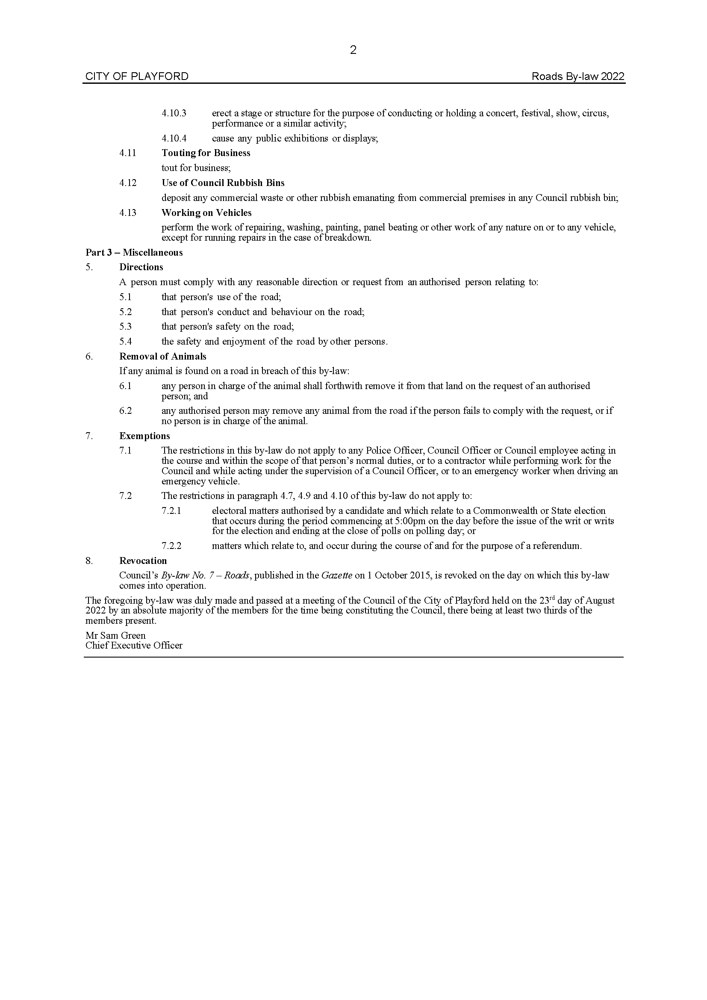 2
CITY OF PLAYFORD Roads By-law 2022
4.10.3 erect a stage or structure for the purpose of conducting or holding a concert, festival, show, circus,
performance or a similar activity;
4.10.4 cause any public exhibitions or displays;
4.11 Touting for Business
tout for business;
4.12 Use of Council Rubbish Bins
deposit any commercial waste or other rubbish emanating from commercial premises in any Council rubbish bin;
4.13 Working on Vehicles
perform the work of repairing, washing, painting, panel beating or other work of any nature on or to any vehicle,
except for running repairs in the case of breakdown.
Part 3 – Miscellaneous
5. Directions
A person must comply with any reasonable direction or request from an authorised person relating to:
5.1 that person's use of the road;
5.2 that person's conduct and behaviour on the road;
5.3 that person's safety on the road;
5.4 the safety and enjoyment of the road by other persons.
6. Removal of Animals
If any animal is found on a road in breach of this by-law:
6.1 any person in charge of the animal shall forthwith remove it from that land on the request of an authorised
person; and
6.2 any authorised person may remove any animal from the road if the person fails to comply with the request, or if
no person is in charge of the animal.
7. Exemptions
7.1 The restrictions in this by-law do not apply to any Police Officer, Council Officer or Council employee acting in
the course and within the scope of that person’s normal duties, or to a contractor while performing work for the
Council and while acting under the supervision of a Council Officer, or to an emergency worker when driving an
emergency vehicle.
7.2 The restrictions in paragraph 4.7, 4.9 and 4.10 of this by-law do not apply to:
7.2.1 electoral matters authorised by a candidate and which relate to a Commonwealth or State election
that occurs during the period commencing at 5:00pm on the day before the issue of the writ or writs
for the election and ending at the close of polls on polling day; or
7.2.2 matters which relate to, and occur during the course of and for the purpose of a referendum.
8. Revocation
Council’s By-law No. 7 – Roads, published in the Gazette on 1 October 2015, is revoked on the day on which this by-law
comes into operation.
The foregoing by-law was duly made and passed at a meeting of the Council of the City of Playford held on the 23rd day of August
2022 by an absolute majority of the members for the time being constituting the Council, there being at least two thirds of the
members present.
Mr Sam Green
Chief Executive Officer